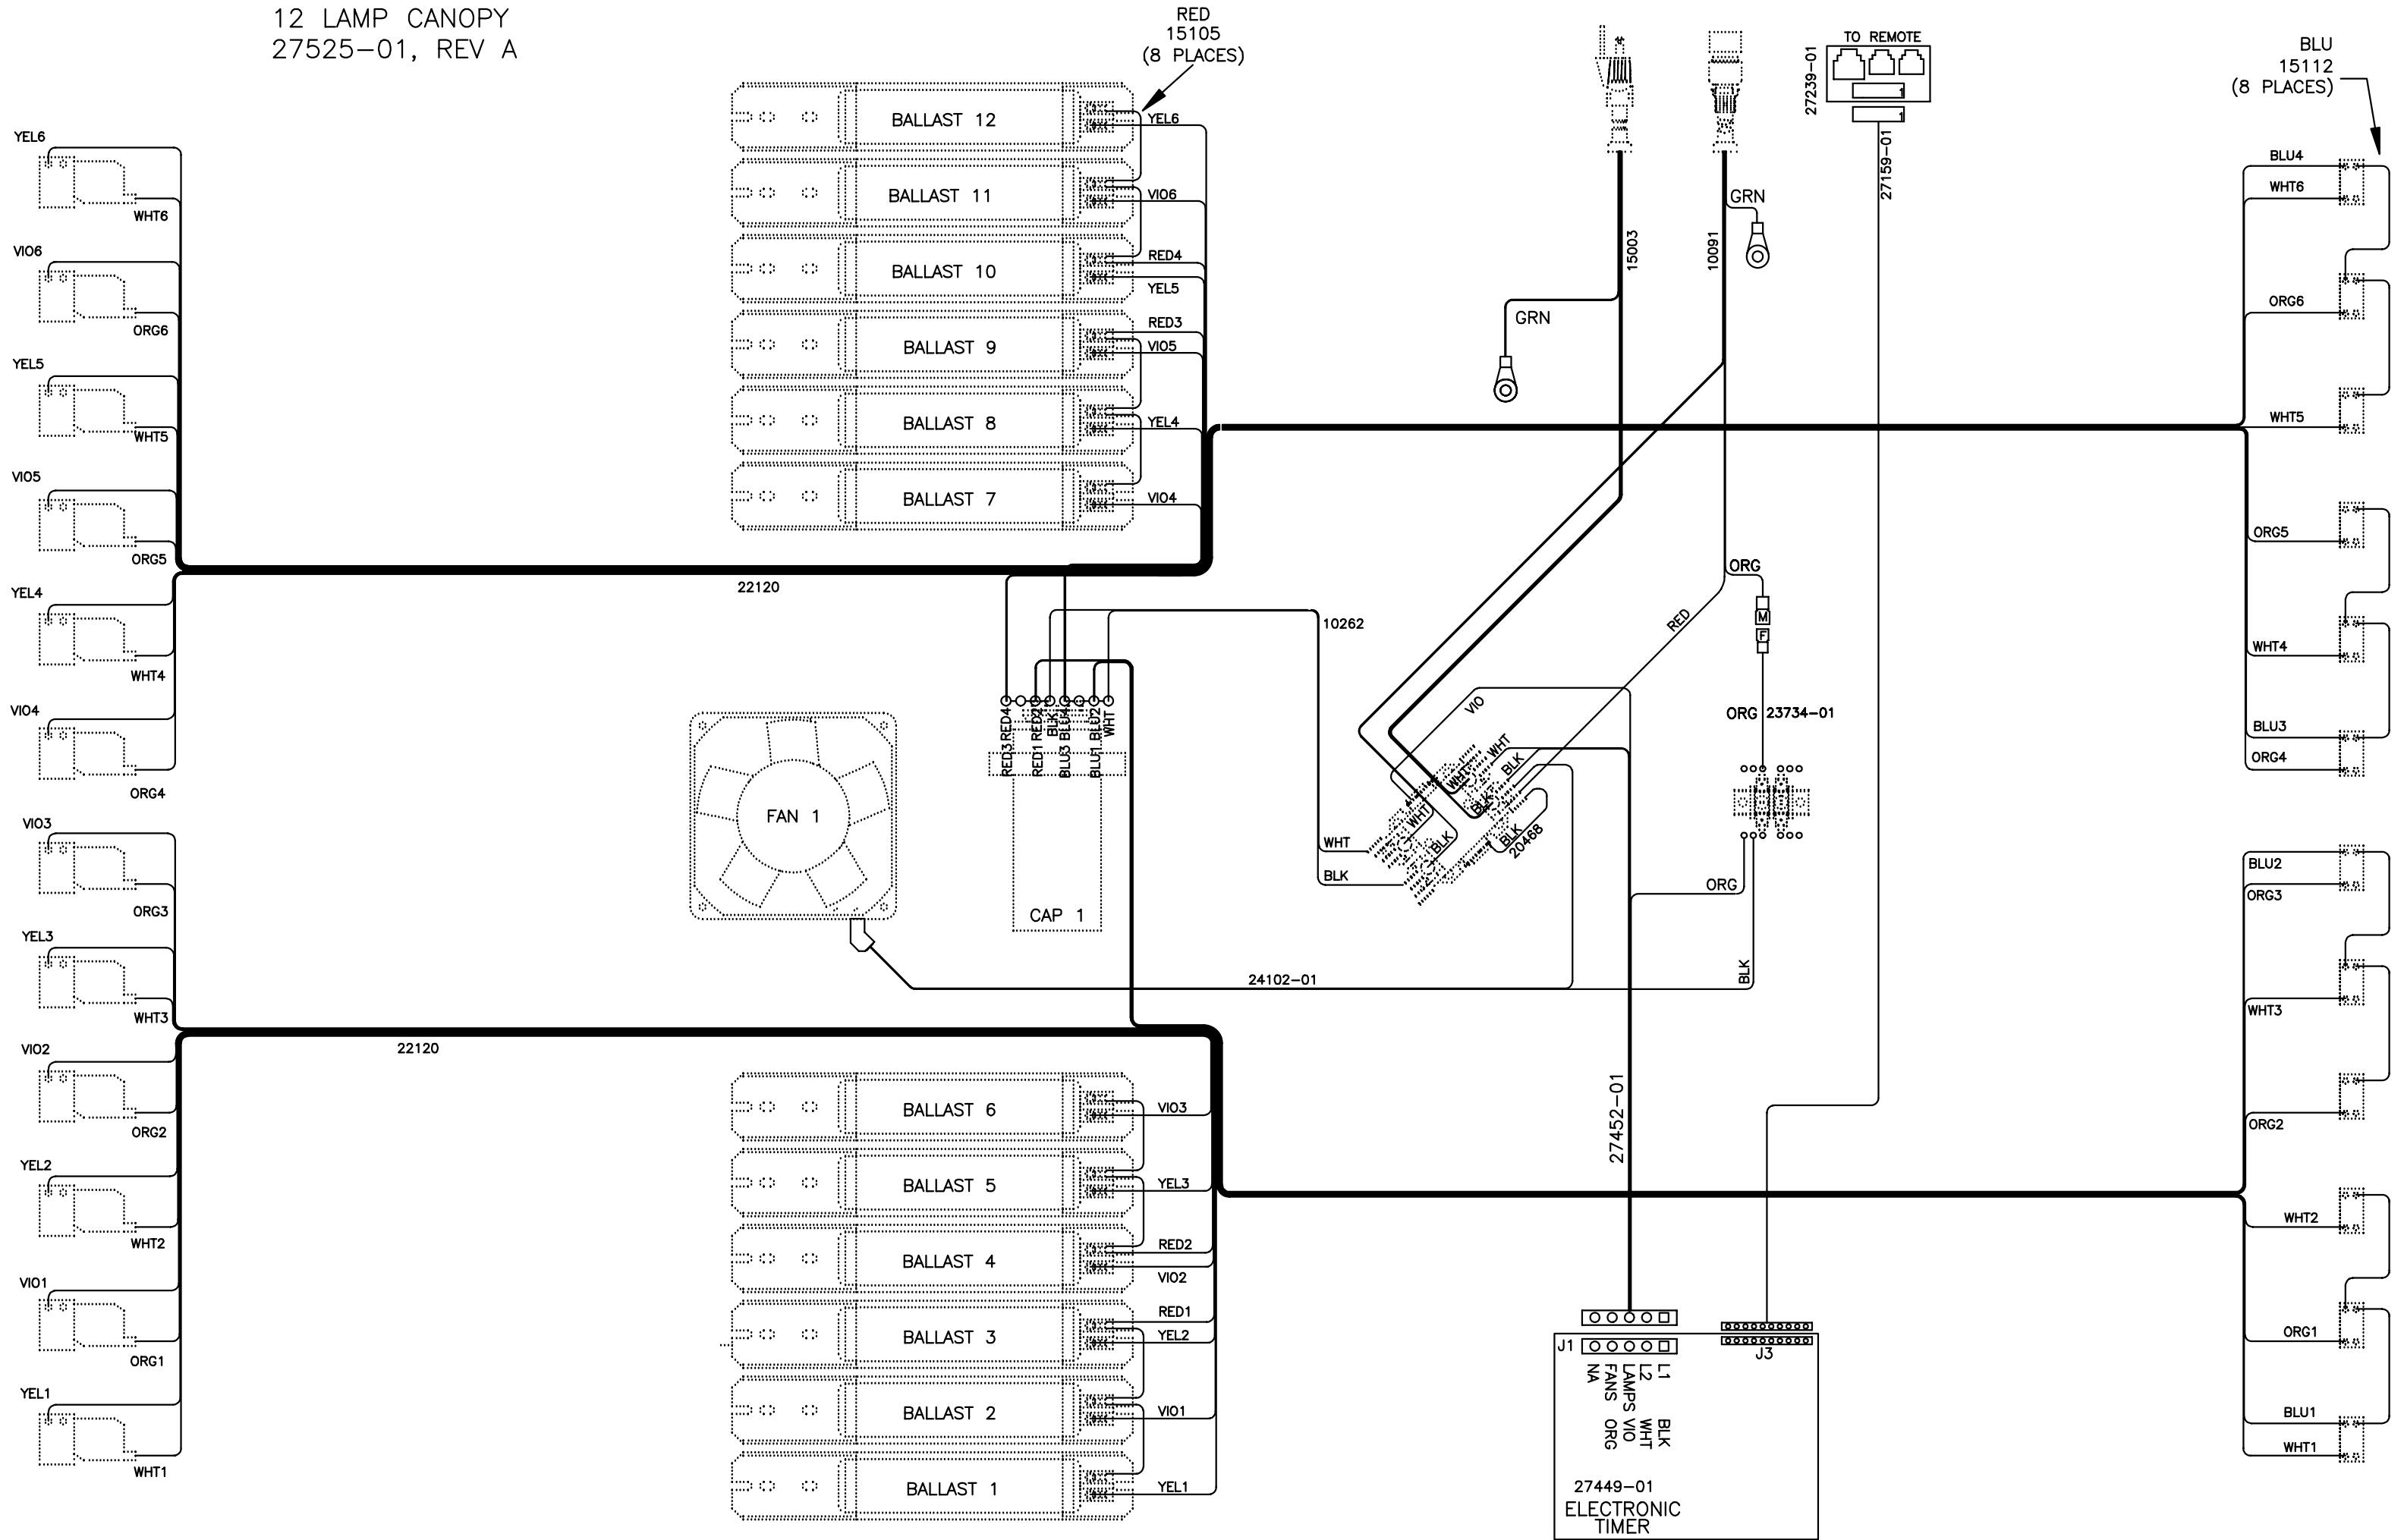 12 LAMP CANOPY
27525-01, REV A
RED
15105
(8 PLACES)
TO REMOTE
27239-01
1
1
27159-01
BLU
15112
(8 PLACES)
YEL6
WHT6
VIO6
ORG6
YEL5
WHT5
VIO5
ORG5
YEL4
WHT4
VIO4
ORG4
VIO3
ORG3
YEL3
WHT3
VIO2
ORG2
YEL2
WHT2
VIO1
ORG1
YEL1
WHT1
BALLAST 12
YEL6
BALLAST 11
VIO6
BALLAST 10
RED4
YEL5
BALLAST 9
RED3
VIO5
BALLAST 8
YEL4
BALLAST 7
VIO4
22120
GRN
15003
GRN
10091
ORG
M
F
RED
ORG 23734-01
10262
RED3 RED4
RED1 RED2
BLK
BLU3 BLU4
BLU1 BLU2
WHT
FAN 1
CAP 1
VIO
WHT
BLK
WHT
BLK
WHT
BLK
BLK
20468
WHT
BLK
ORG
BLK
24102-01
22120
27452-01
BALLAST 6
VIO3
BALLAST 5
YEL3
BALLAST 4
RED2
VIO2
BALLAST 3
RED1
YEL2
BALLAST 2
VIO1
BALLAST 1
YEL1
J1
J3
L1 BLK
L2 WHT
LAMPS VIO
FANS ORG
NA
27449-01
ELECTRONIC
TIMER
BLU4
WHT6
ORG6
WHT5
ORG5
WHT4
BLU3
ORG4
BLU2
ORG3
WHT3
ORG2
WHT2
ORG1
BLU1
WHT1